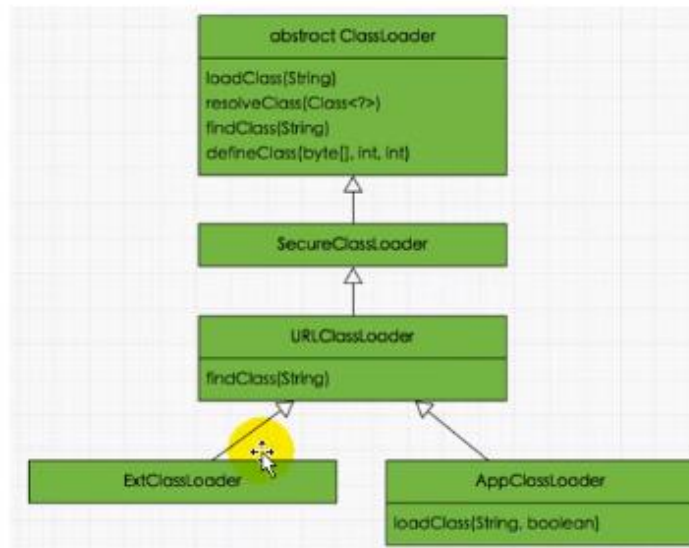 abstract ClassLoader
loadClass(String)
resolveClass(Class<?>)
findClass(String)
defineClass(byte[], int, int)
SecureClassLoader
URLClassLoader
findClass(String)
ExtClassLoader
AppClassLoader
loadClass(String, boolean)